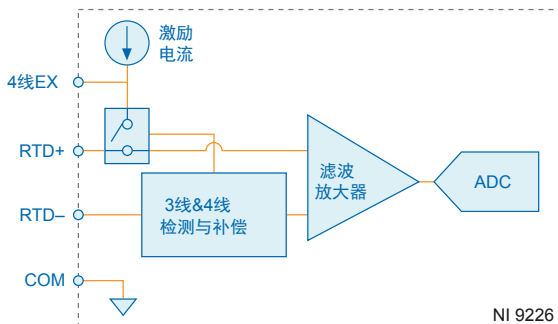 激励
电流
4线EX
RTD+
RTD–
COM
3线&4线
检测与补偿
滤波
放大器
ADC
NI 9226